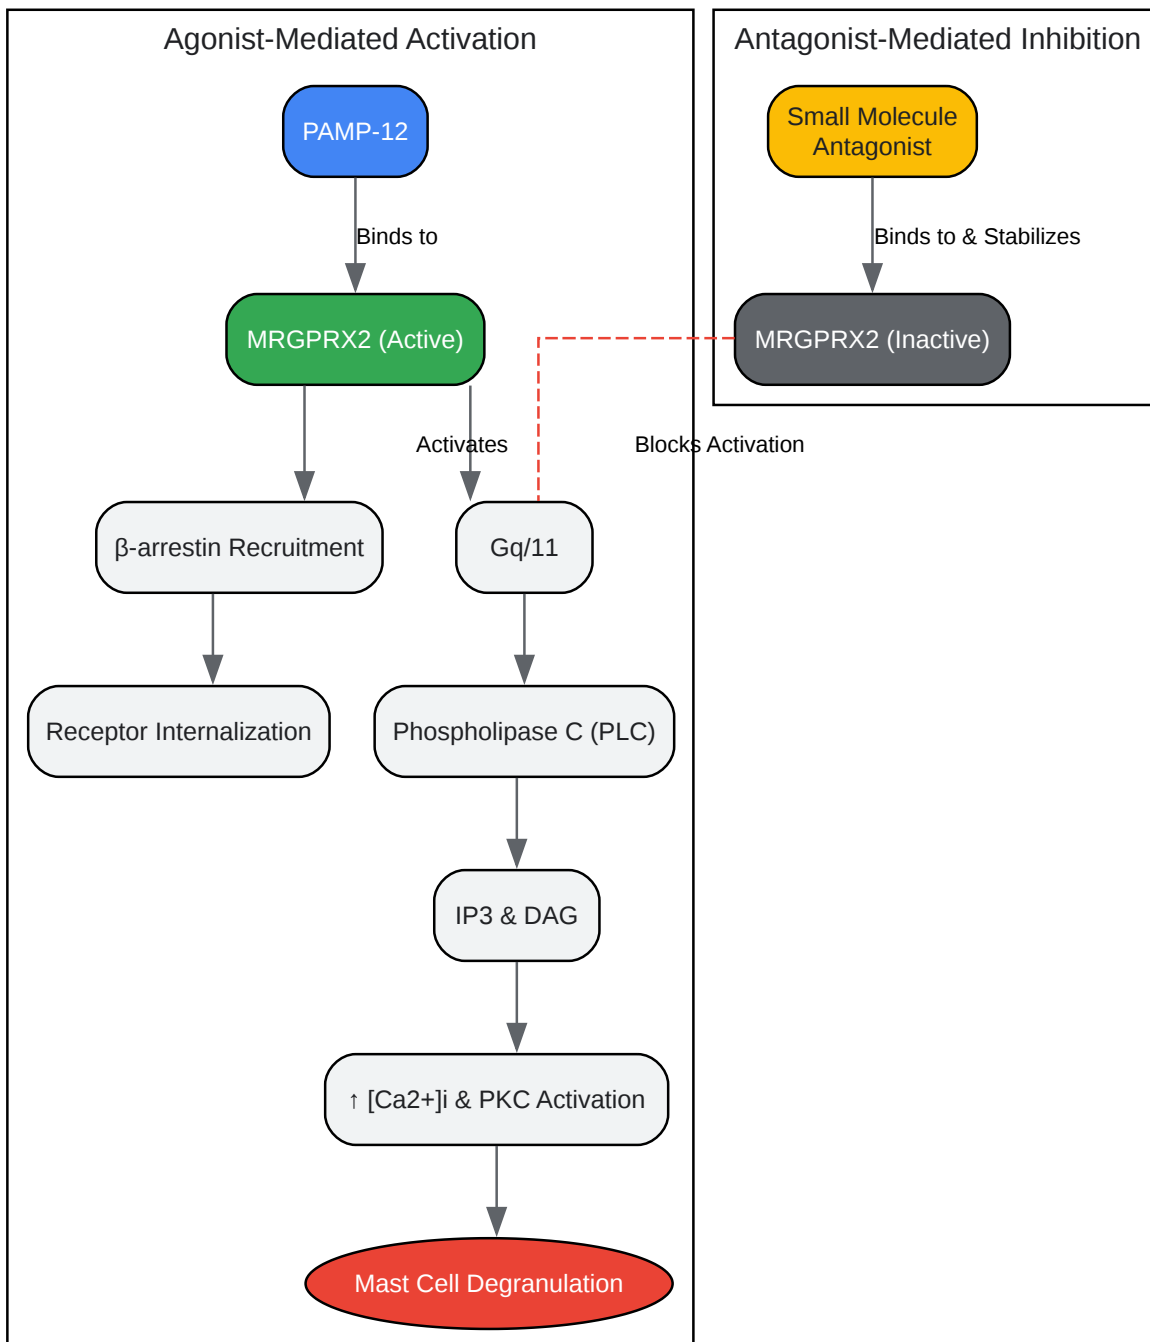 Agonist-Mediated Activation
Antagonist-Mediated Inhibition
PAMP-12
Small Molecule
Antagonist
Binds to
Binds to & Stabilizes
MRGPRX2 (Active)
MRGPRX2 (Inactive)
Activates
Blocks Activation
β-arrestin Recruitment
Gq/11
Receptor Internalization
Phospholipase C (PLC)
IP3 & DAG
↑ [Ca2+]i & PKC Activation
Mast Cell Degranulation